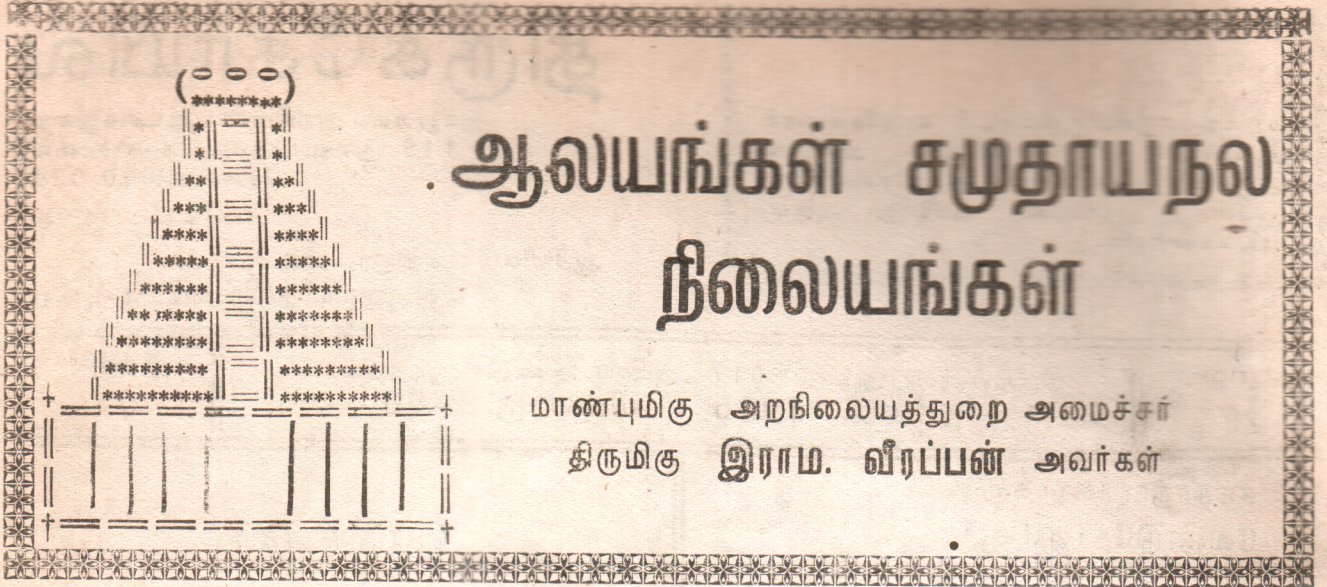 ஆலயங்கள் சமுதாயநல
நிலையங்கள்
மாண்புமிகு அறநிலையத்துறை அமைச்சர்
திருமிகு இராம. வீரப்பன் அவர்கள்